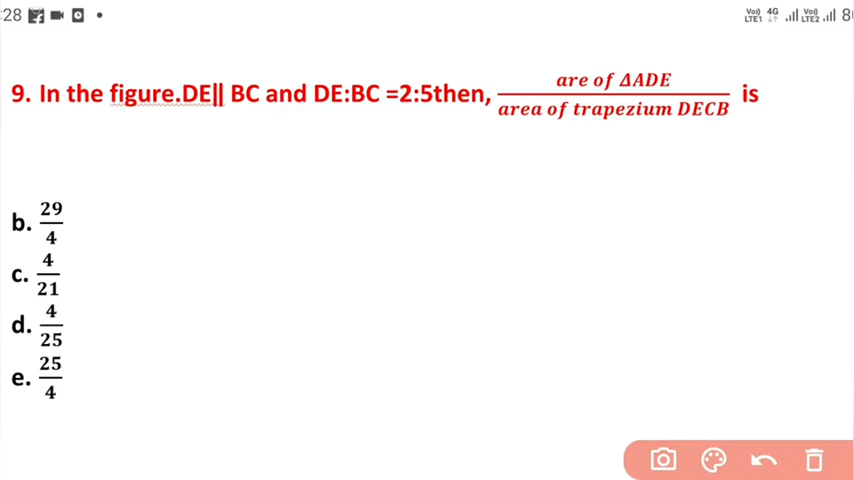 :28 Vo)) LTE1 4G Vo)) LTE2 8
9. In the figure.DE|| BC and DE:BC =2:5then, are of ΔADE / area of trapezium DECB is
b. 29/4
c. 4/21
d. 4/25
e. 25/4